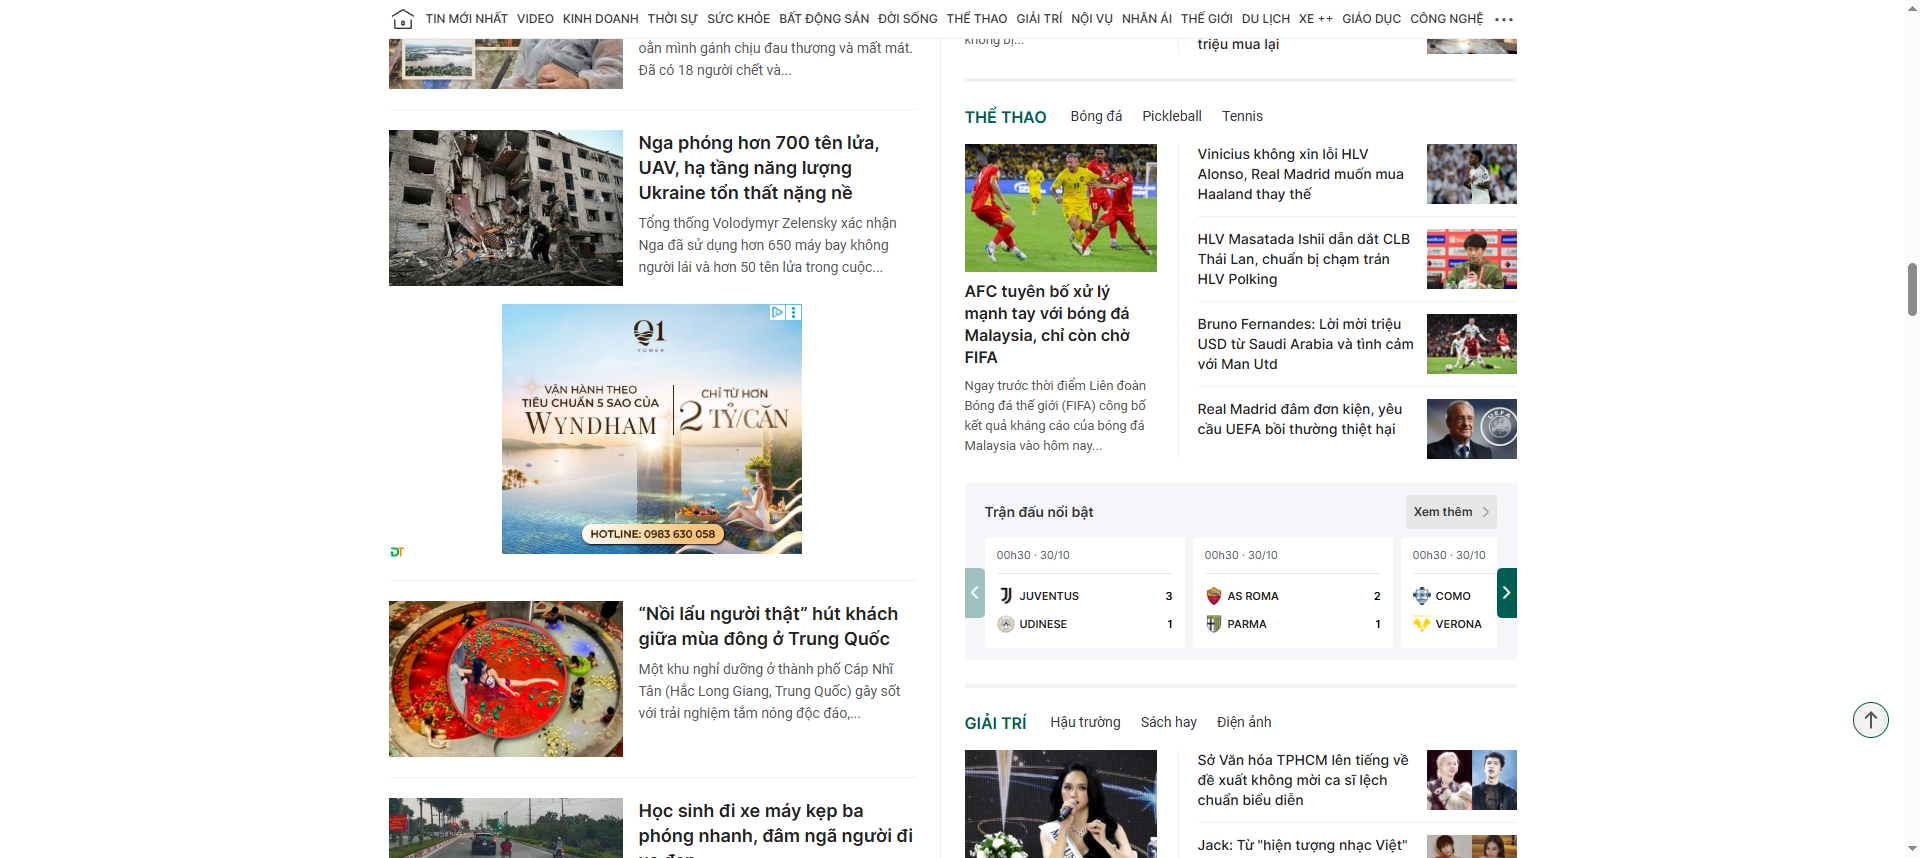 TIN MỚI NHẤT VIDEO KINH DOANH THỜI SỰ SỨC KHỎE BẤT ĐỘNG SẢN ĐỜI SỐNG THỂ THAO GIẢI TRÍ NỘI VỤ NHÂN ÁI THẾ GIỚI DU LỊCH XE ++ GIÁO DỤC CÔNG NGHỆ
oằn mình gánh chịu đau thương và mất mát.
Đã có 18 người chết và...
Nga phóng hơn 700 tên lửa,
UAV, hạ tầng năng lượng
Ukraine tổn thất nặng nề
Tổng thống Volodymyr Zelensky xác nhận
Nga đã sử dụng hơn 650 máy bay không
người lái và hơn 50 tên lửa trong cuộc...
Q1
TOWER
VẬN HÀNH THEO
TIÊU CHUẨN 5 SAO CỦA
WYNDHAM
CHỈ TỪ HƠN
2 TỶ/CĂN
HOTLINE: 0983 630 058
DT
“Nồi lẩu người thật” hút khách
giữa mùa đông ở Trung Quốc
Một khu nghỉ dưỡng ở thành phố Cáp Nhĩ
Tân (Hắc Long Giang, Trung Quốc) gây sốt
với trải nghiệm tắm nóng độc đáo,...
Học sinh đi xe máy kẹp ba
phóng nhanh, đâm ngã người đi
xe đạp
không bị...
triệu mua lại
THỂ THAO Bóng đá Pickleball Tennis
AFC tuyên bố xử lý
mạnh tay với bóng đá
Malaysia, chỉ còn chờ
FIFA
Ngay trước thời điểm Liên đoàn
Bóng đá thế giới (FIFA) công bố
kết quả kháng cáo của bóng đá
Malaysia vào hôm nay...
Vinicius không xin lỗi HLV
Alonso, Real Madrid muốn mua
Haaland thay thế
HLV Masatada Ishii dẫn dắt CLB
Thái Lan, chuẩn bị chạm trán
HLV Polking
Bruno Fernandes: Lời mời triệu
USD từ Saudi Arabia và tình cảm
với Man Utd
Real Madrid đâm đơn kiện, yêu
cầu UEFA bồi thường thiệt hại
UEFA
Trận đấu nổi bật
Xem thêm
00h30 · 30/10
JUVENTUS 3
UDINESE 1
00h30 · 30/10
AS ROMA 2
PARMA 1
00h30 · 30/10
COMO
VERONA
GIẢI TRÍ Hậu trường Sách hay Điện ảnh
Sở Văn hóa TPHCM lên tiếng về
đề xuất không mời ca sĩ lệch
chuẩn biểu diễn
Jack: Từ "hiện tượng nhạc Việt"